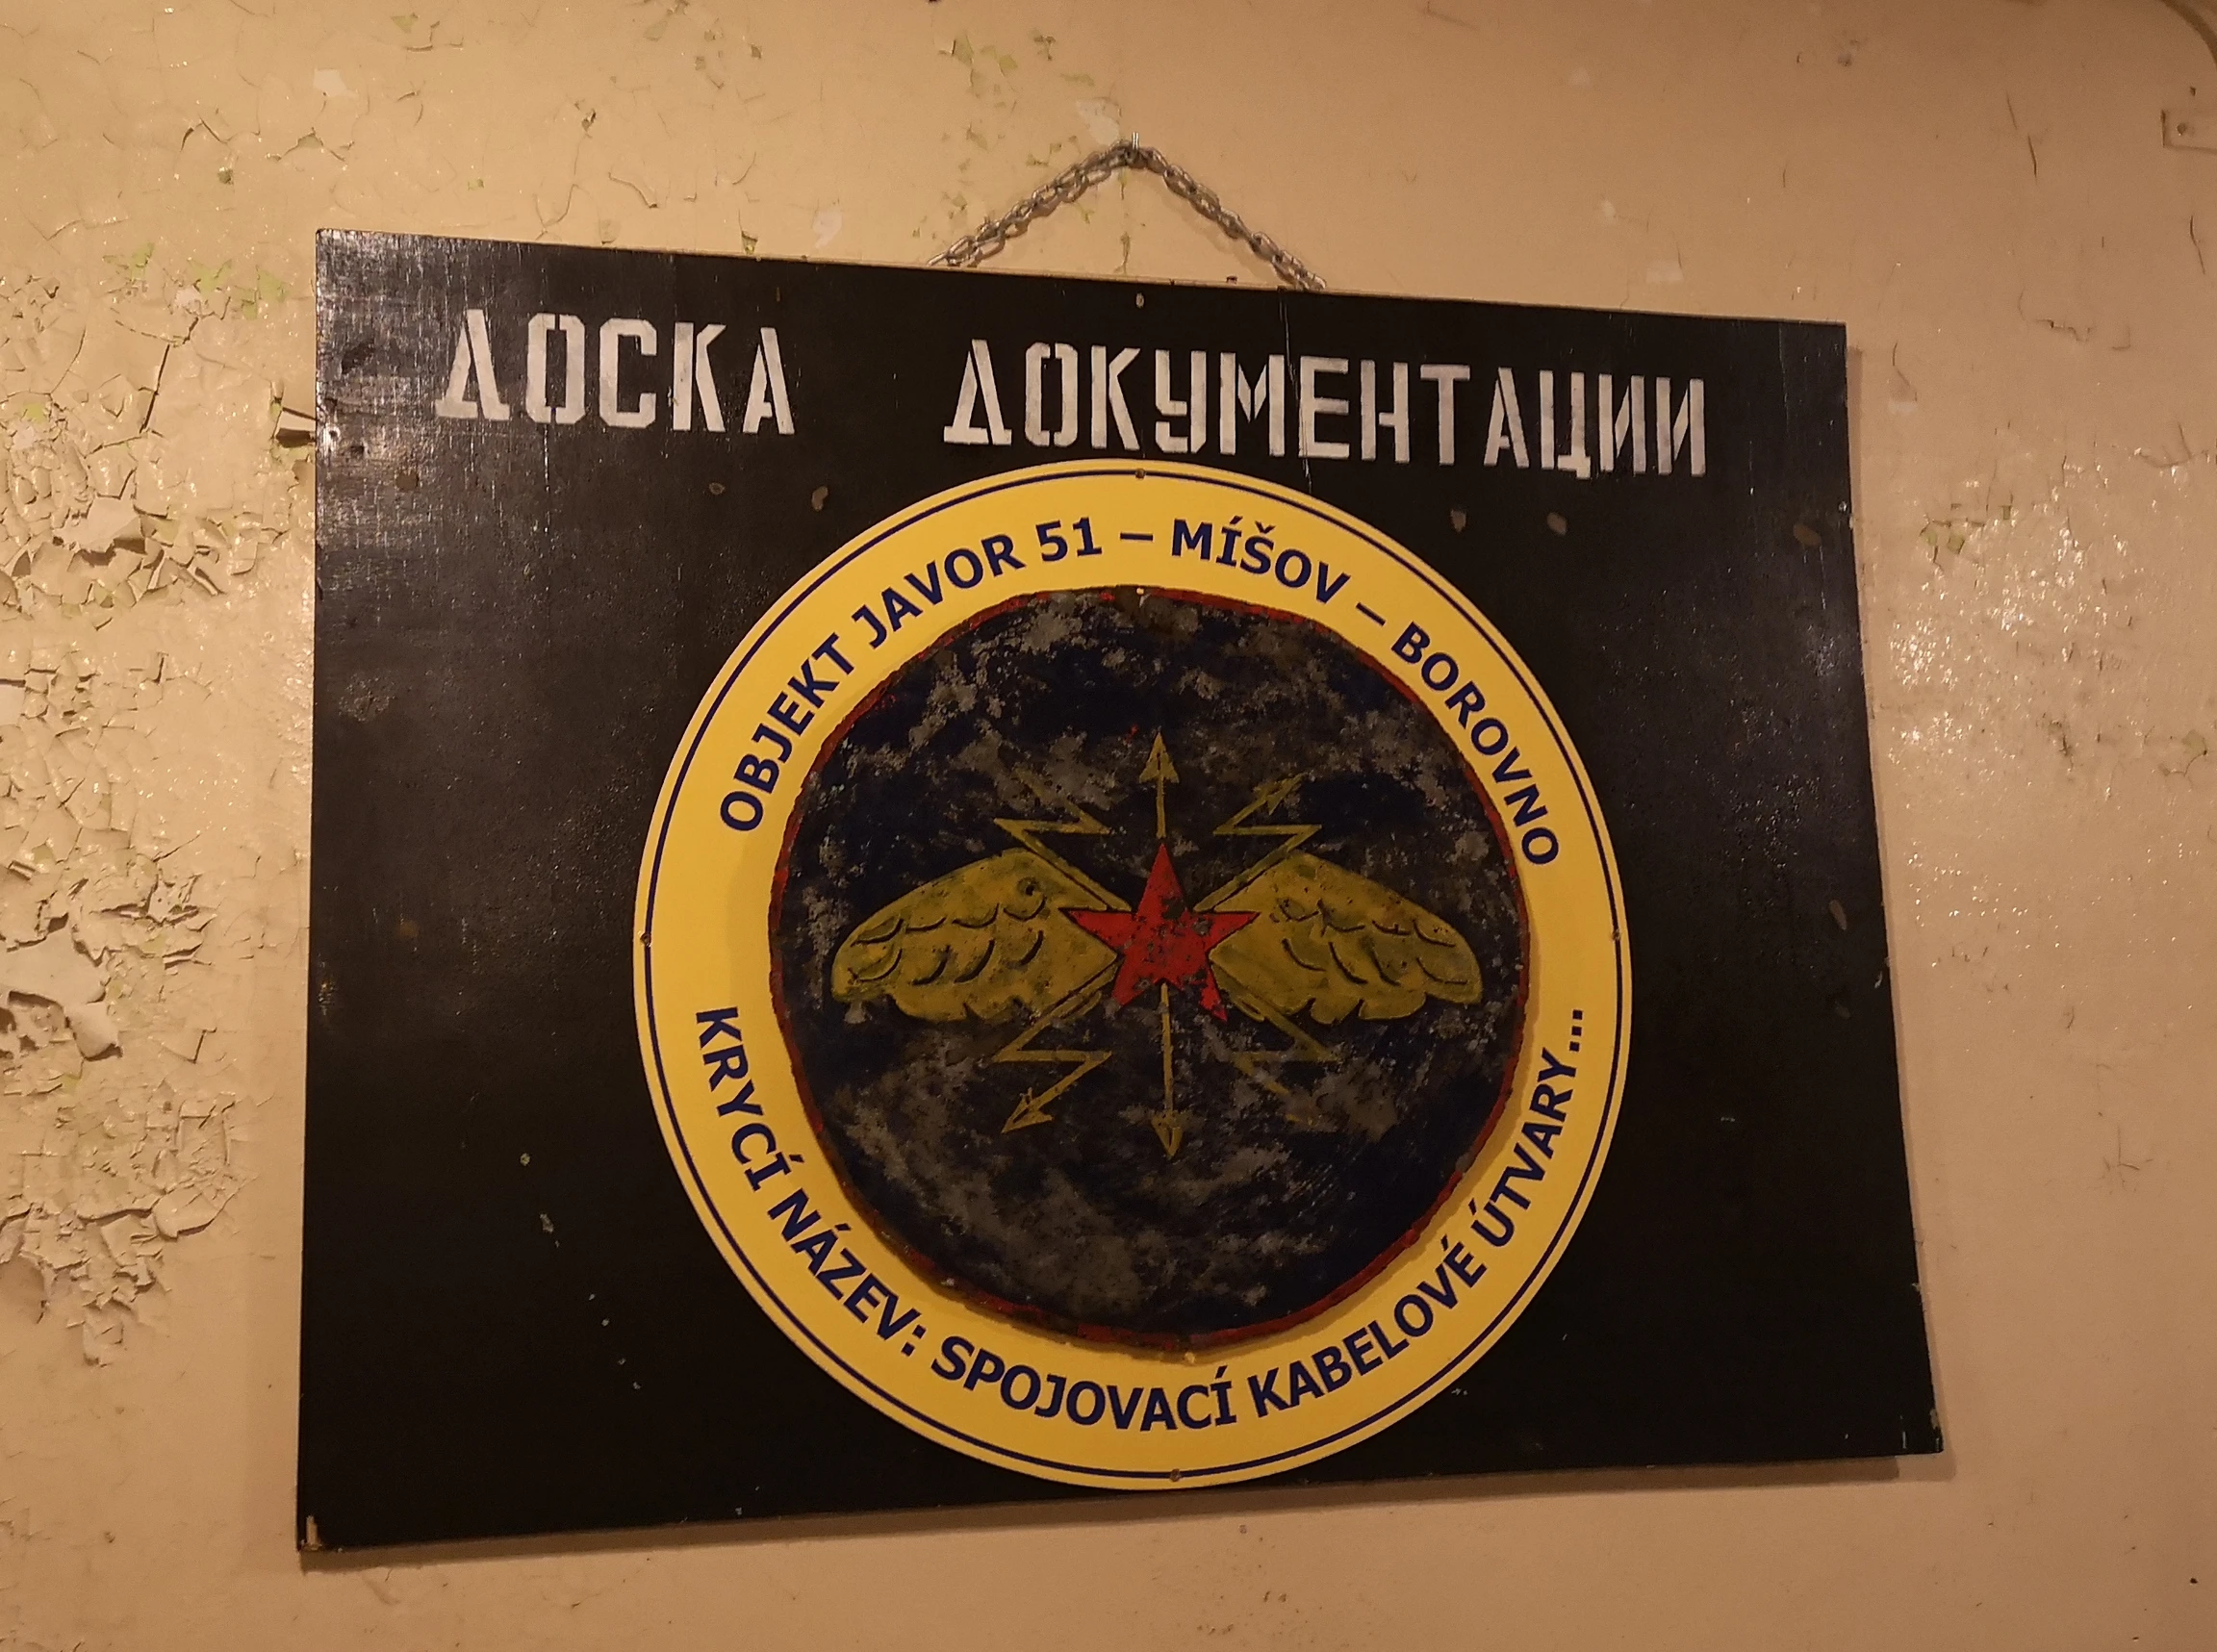 ДОСКА ДОКУМЕНТАЦИИ
OBJEKT JAVOR 51 – MÍŠOV – BOROVNO
KRYCÍ NÁZEV: SPOJOVACÍ KABELOVÉ ÚTVARY...